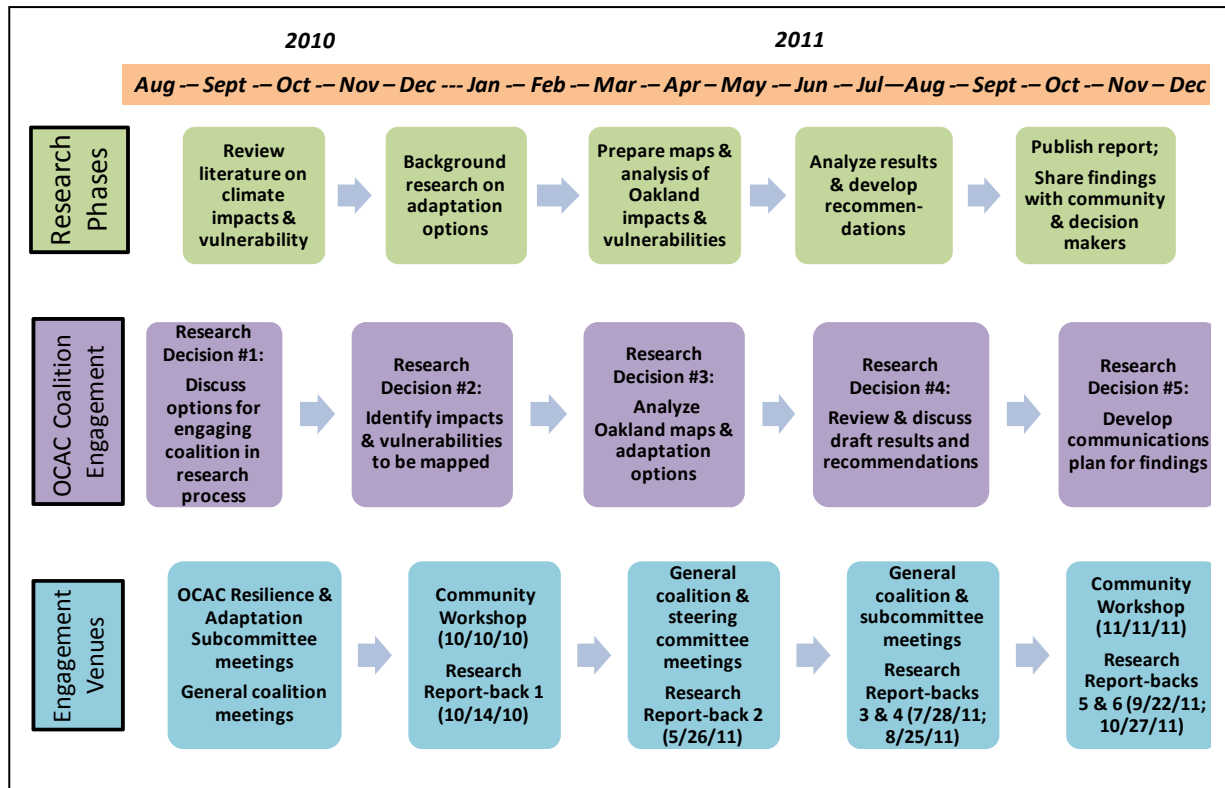 2010
2011
Aug -– Sept -– Oct -– Nov – Dec --- Jan -– Feb -– Mar -– Apr – May -– Jun -– Jul—Aug -– Sept -– Oct -– Nov – Dec
Research
Phases
Review
literature on
climate
impacts &
vulnerability
Background
research on
adaptation
options
Prepare maps &
analysis of
Oakland
impacts &
vulnerabilities
Analyze results
& develop
recommen-
dations
Publish report;
Share findings
with community
& decision
makers
OCAC Coalition
Engagement
Research
Decision #1:
Discuss
options for
engaging
coalition in
research
process
Research
Decision #2:
Identify impacts
& vulnerabilities
to be mapped
Research
Decision #3:
Analyze
Oakland maps &
adaptation
options
Research
Decision #4:
Review & discuss
draft results and
recommendations
Research
Decision #5:
Develop
communications
plan for findings
Engagement
Venues
OCAC Resilience &
Adaptation
Subcommittee
meetings
General coalition
meetings
Community
Workshop
(10/10/10)
Research
Report-back 1
(10/14/10)
General
coalition &
steering
committee
meetings
Research
Report-back 2
(5/26/11)
General
coalition &
subcommittee
meetings
Research
Report-backs
3 & 4 (7/28/11;
8/25/11)
Community
Workshop
(11/11/11)
Research
Report-backs
5 & 6 (9/22/11;
10/27/11)